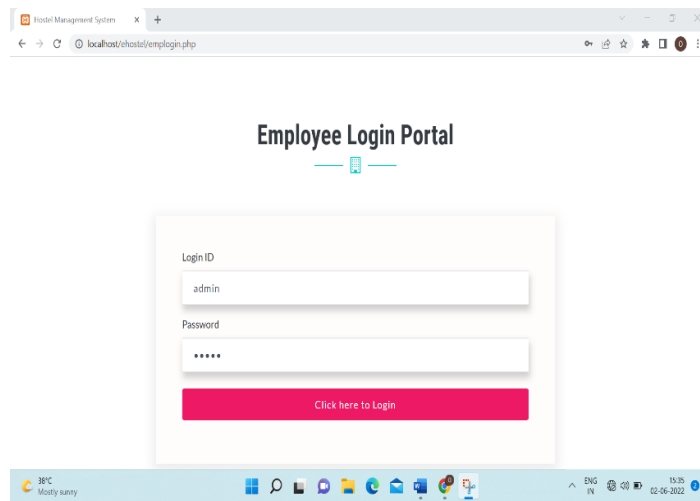 Hostel Management System
localhost/ehostel/emplogin.php
Employee Login Portal
Login ID
admin
Password
•••••
Click here to Login
38°C
Mostly sunny
ENG
IN
15:35
02-06-2022